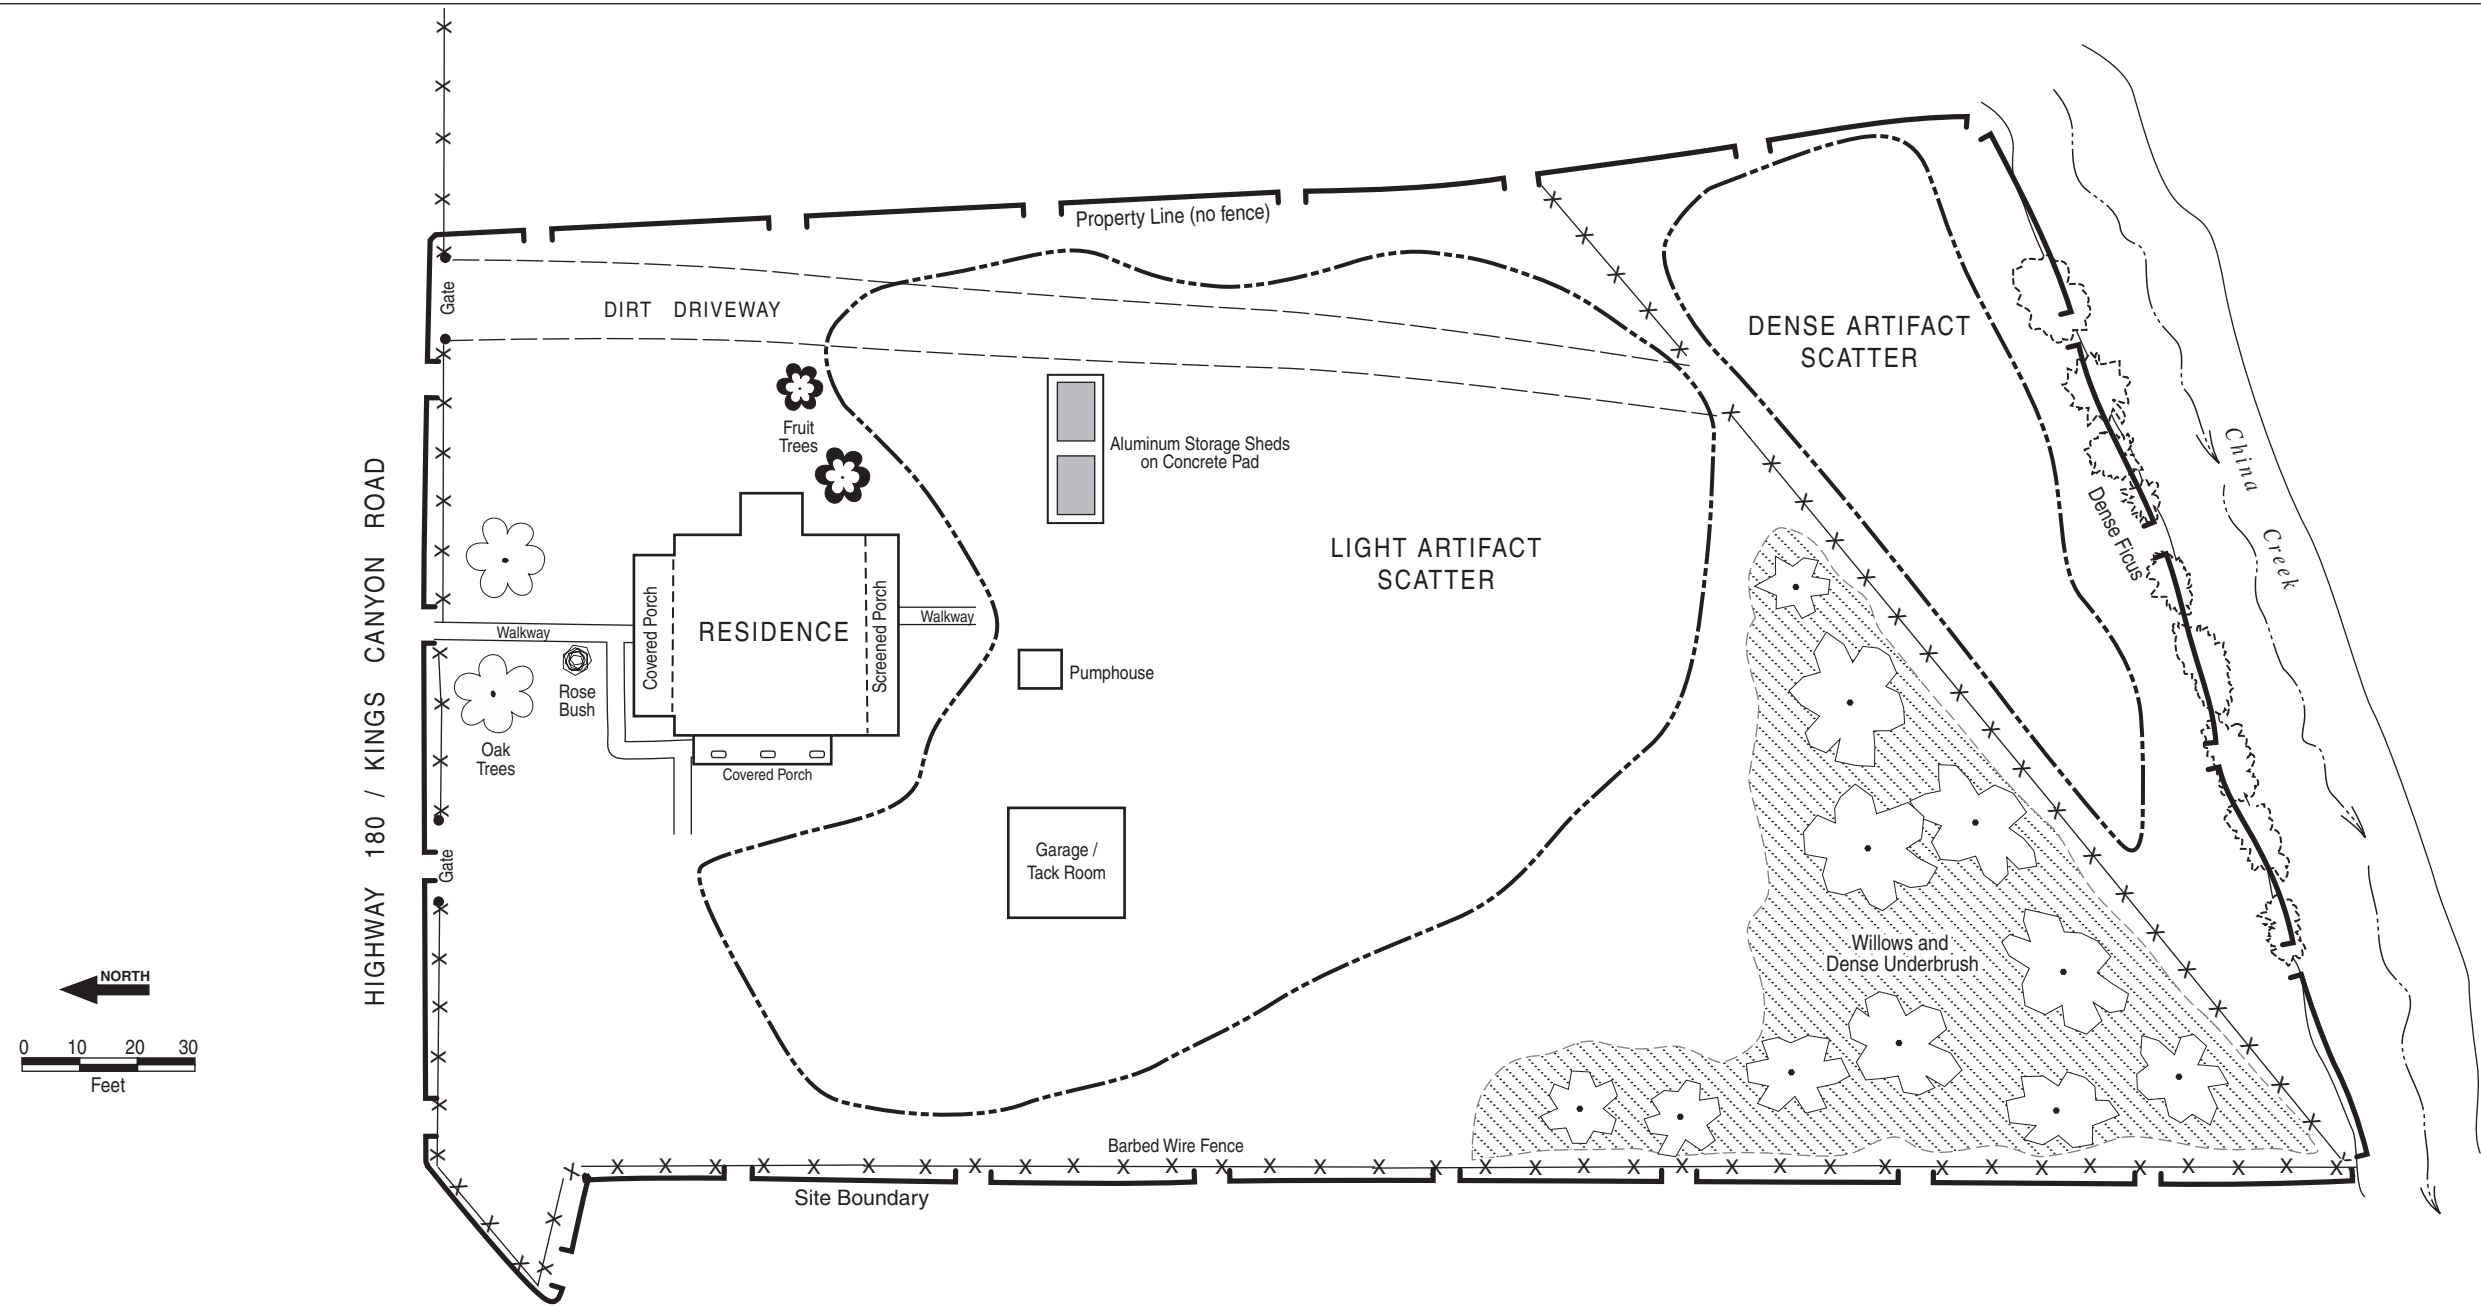 Property Line (no fence)
Gate
DIRT DRIVEWAY
DENSE ARTIFACT
SCATTER
Fruit
Trees
Aluminum Storage Sheds
on Concrete Pad
China Creek
HIGHWAY 180 / KINGS CANYON ROAD
LIGHT ARTIFACT
SCATTER
Dense Ficus
Walkway
Covered Porch
RESIDENCE
Screened Porch
Walkway
Rose
Bush
Pumphouse
Oak
Trees
Covered Porch
Gate
Garage /
Tack Room
Willows and
Dense Underbrush
NORTH
0 10 20 30
Feet
Barbed Wire Fence
Site Boundary